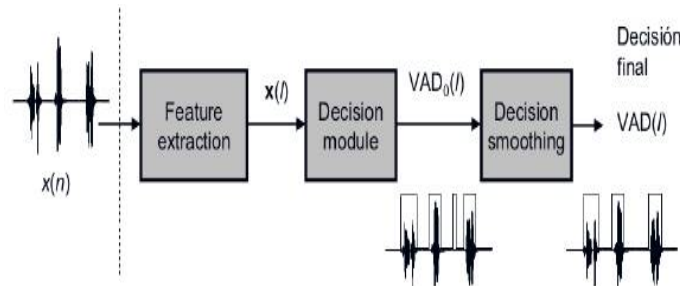 x(n)
Feature
extraction
x(l)
Decision
module
VAD₀(l)
Decision
smoothing
Decisión
final
VAD(l)